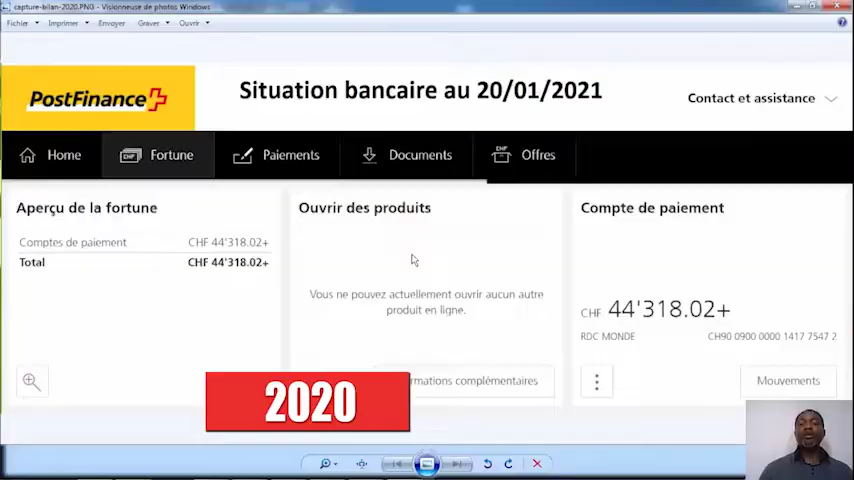 capture-bilan-2020.PNG - Visionneuse de photos Windows
Fichier Imprimer Envoyer Graver Ouvrir
PostFinance
Situation bancaire au 20/01/2021
Contact et assistance
Home Fortune Paiements Documents Offres
Aperçu de la fortune
Comptes de paiement CHF 44'318.02+
Total CHF 44'318.02+
Ouvrir des produits
Vous ne pouvez actuellement ouvrir aucun autre
produit en ligne.
rmations complémentaires
Compte de paiement
CHF 44'318.02+
RDC MONDE CH90 0900 0000 1417 7547 2
Mouvements
2020